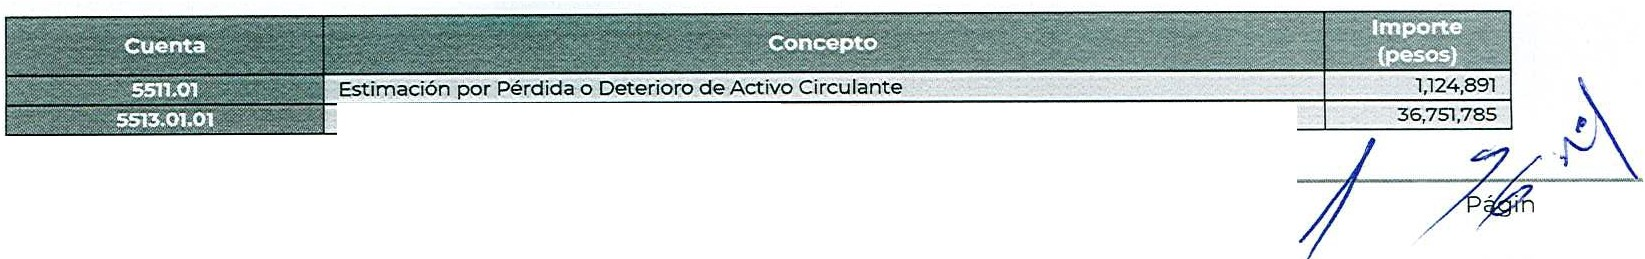 Cuenta Concepto Importe (pesos)
5511.01 Estimación por Pérdida o Deterioro de Activo Circulante 1,124,891
5513.01.01 36,751,785
Págin